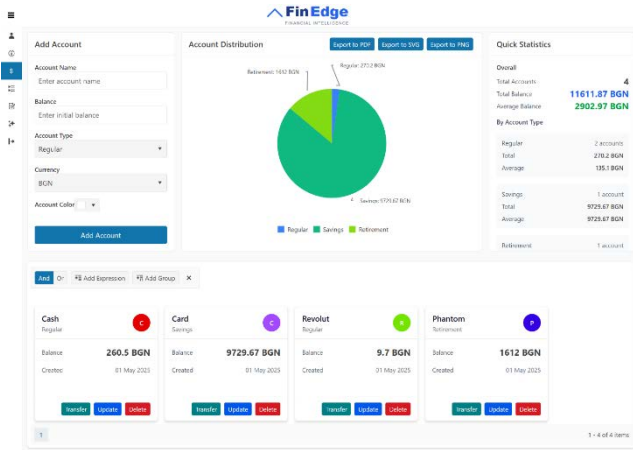 FinEdge
FINANCIAL INTELLIGENCE
Add Account
Account Name
Enter account name
Balance
Enter initial balance
Account Type
Regular
Currency
BGN
Account Color
Add Account
Account Distribution
Export to PDF Export to SVG Export to PNG
Retirement: 1612 BGN
Regular: 270.2 BGN
Savings: 9729.67 BGN
Regular Savings Retirement
Quick Statistics
Overall
Total Accounts 4
Total Balance 11611.87 BGN
Average Balance 2902.97 BGN
By Account Type
Regular 2 accounts
Total 270.2 BGN
Average 135.1 BGN
Savings 1 account
Total 9729.67 BGN
Average 9729.67 BGN
Retirement 1 account
And Or Add Expression Add Group
Cash C
Regular
Balance 260.5 BGN
Created 01 May 2025
Transfer Update Delete
Card C
Savings
Balance 9729.67 BGN
Created 01 May 2025
Transfer Update Delete
Revolut R
Regular
Balance 9.7 BGN
Created 01 May 2025
Transfer Update Delete
Phantom P
Retirement
Balance 1612 BGN
Created 01 May 2025
Transfer Update Delete
1
1 - 4 of 4 items